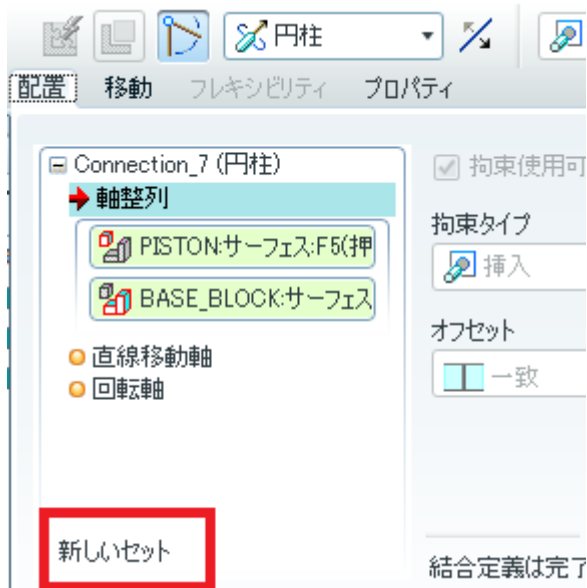 円柱
配置 移動 フレキシビリティ プロパティ
Connection_7 (円柱)
軸整列
PISTON:サーフェス:F5(押
BASE_BLOCK:サーフェス
直線移動軸
回転軸
新しいセット
拘束使用可
拘束タイプ
挿入
オフセット
一致
結合定義は完了